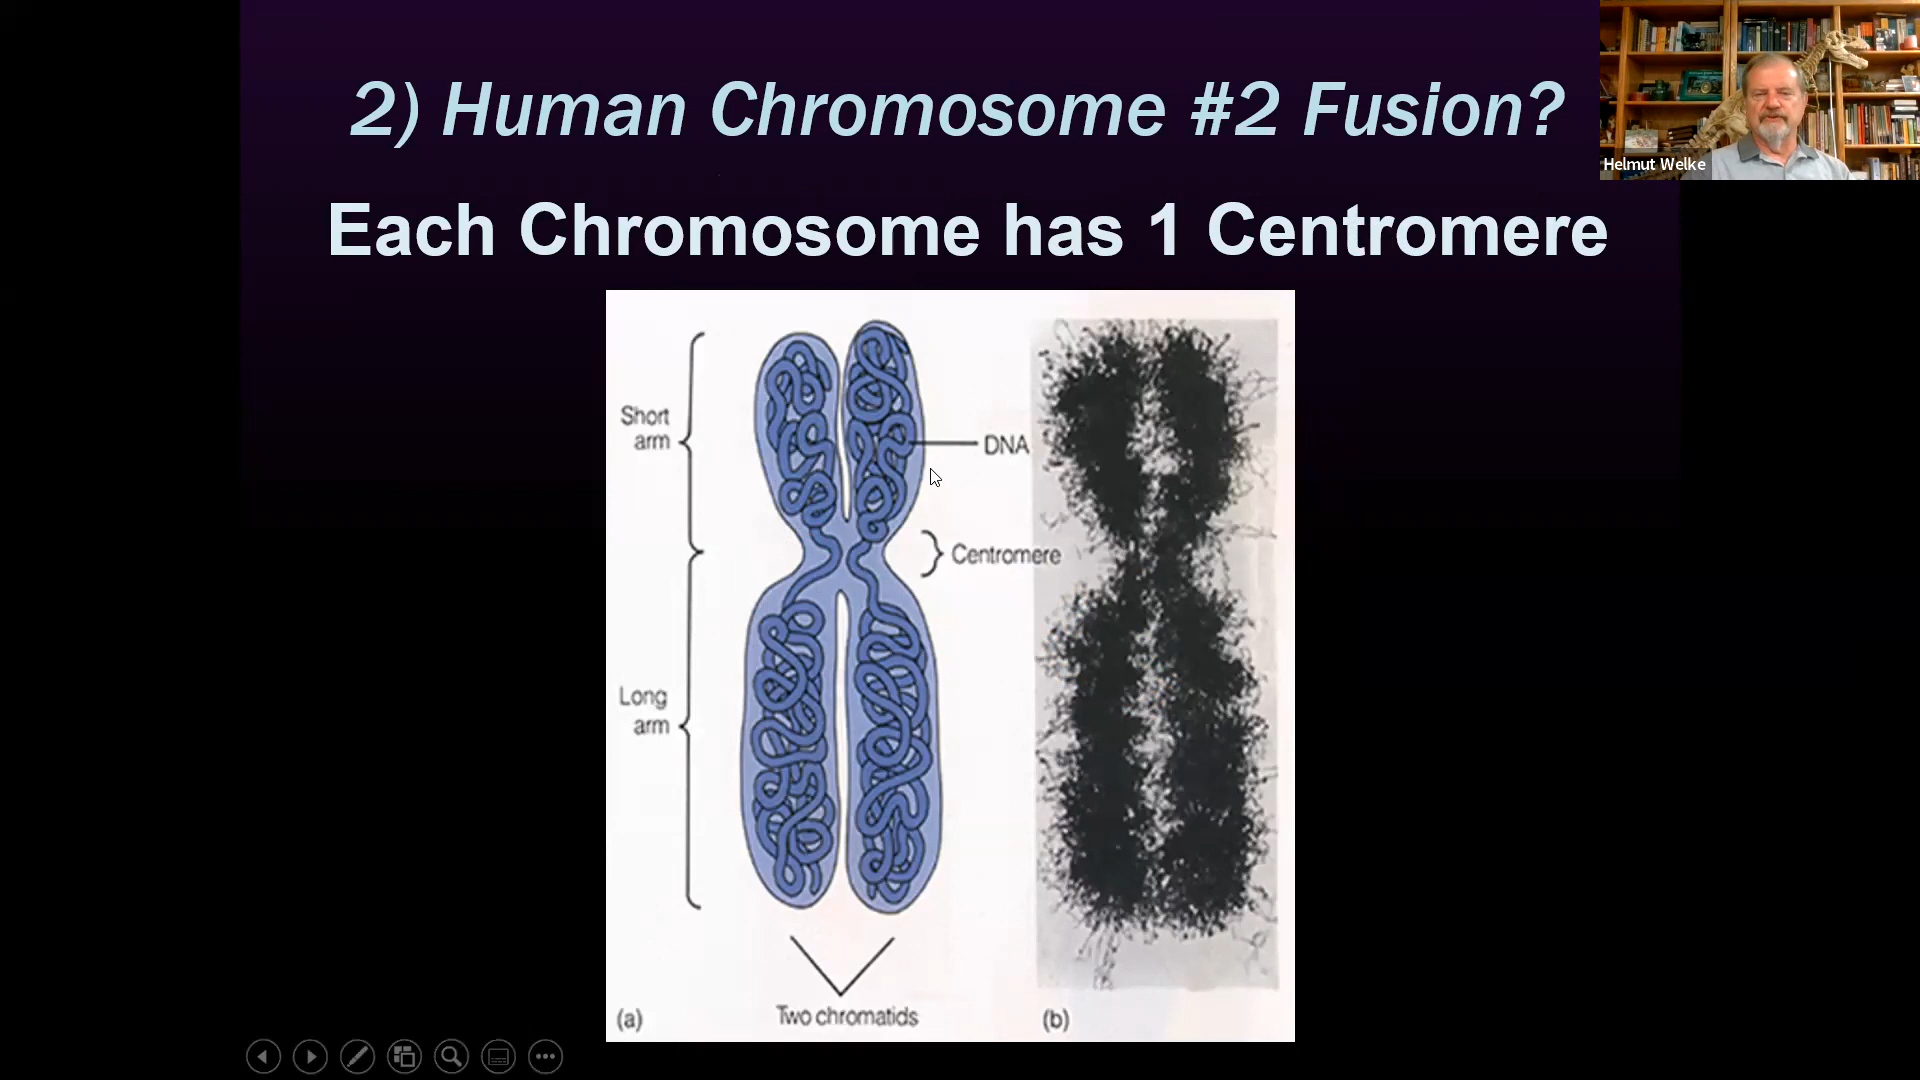 2) Human Chromosome #2 Fusion?
Helmut Welke
Each Chromosome has 1 Centromere
Short
arm
DNA
Centromere
Long
arm
Two chromatids
(a)
(b)